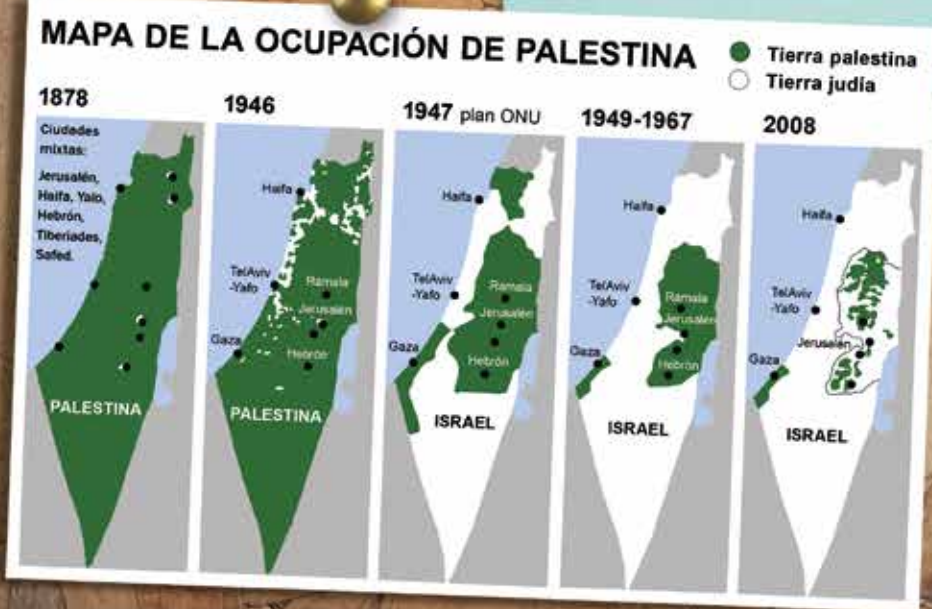 MAPA DE LA OCUPACIÓN DE PALESTINA
Tierra palestina
Tierra judía
1878
Ciudades
mixtas:
Jerusalén,
Haifa, Yafo,
Hebrón,
Tiberiades,
Safed.
PALESTINA
1946
Haifa
TelAviv
-Yafo
Ramala
Jerusalén
Gaza
Hebrón
PALESTINA
1947 plan ONU
Haifa
TelAviv
-Yafo
Ramala
Jerusalén
Gaza
Hebrón
ISRAEL
1949-1967
Haifa
TelAviv
-Yafo
Ramala
Jerusalén
Gaza
Hebrón
ISRAEL
2008
Haifa
TelAviv
-Yafo
Jeruselén
Gaza
ISRAEL